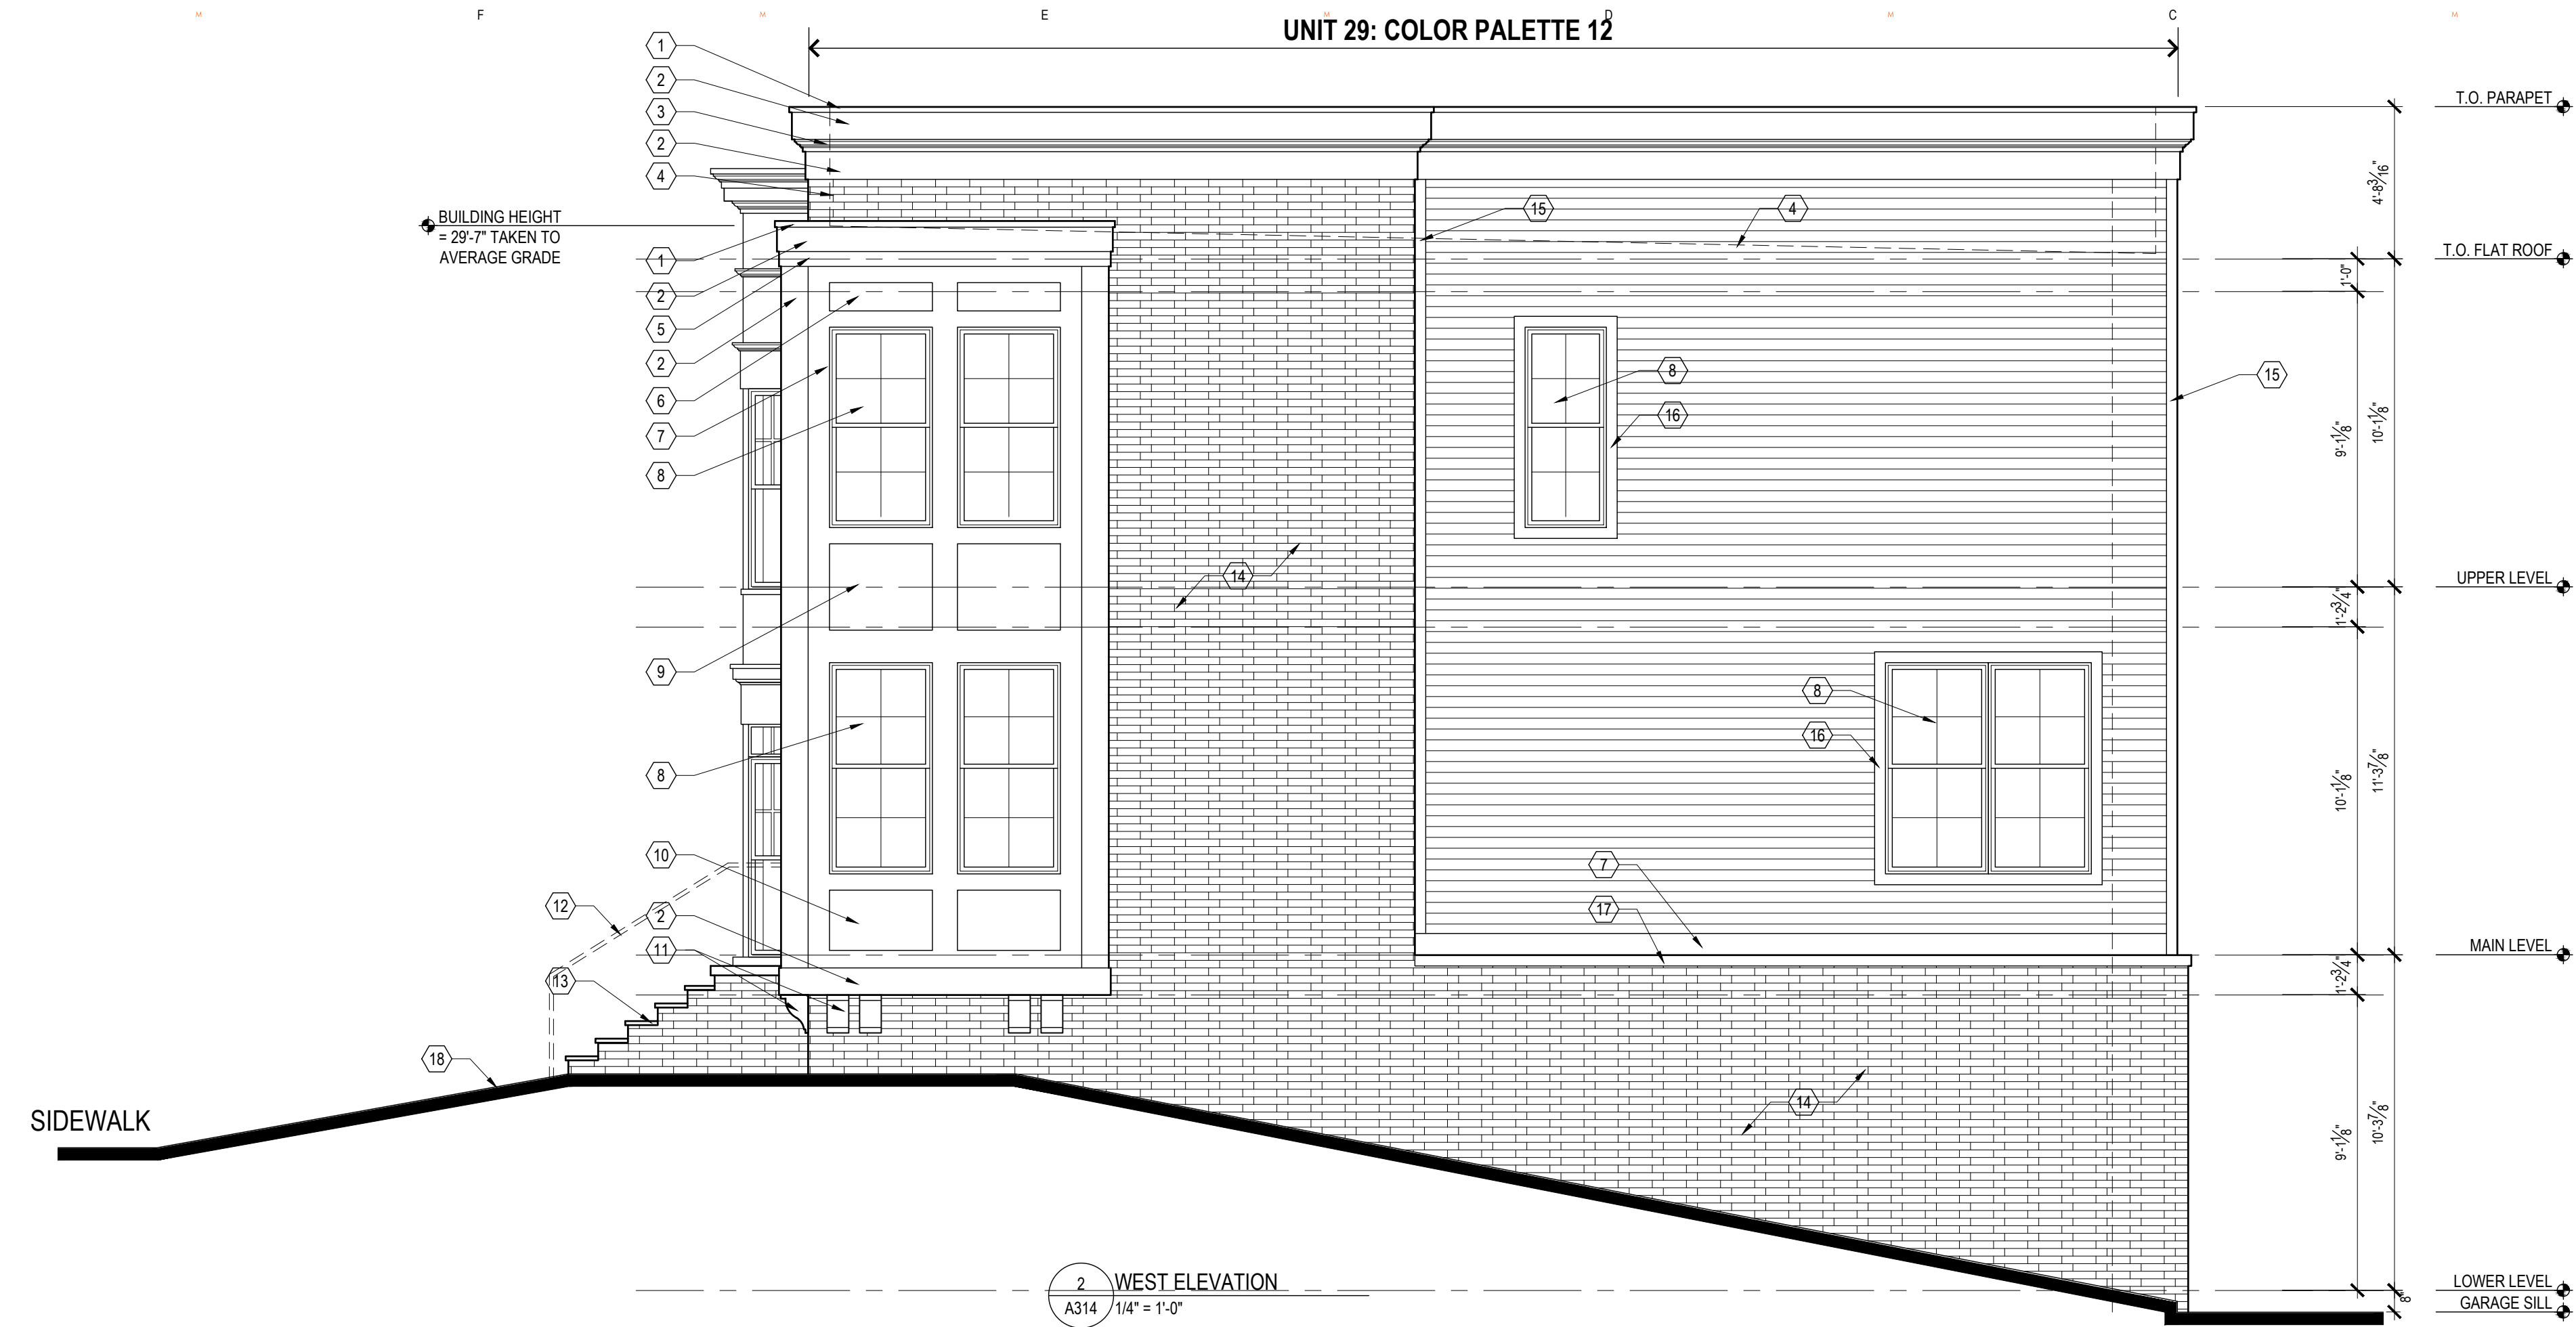 M F M E M D M C M
UNIT 29: COLOR PALETTE 12
1
2
3
2
4
BUILDING HEIGHT
= 29'-7" TAKEN TO
AVERAGE GRADE
1
2
5
2
6
7
8
9
8
10
2
11
12
13
18
SIDEWALK
14
15
4
8
16
15
8
16
7
17
14
T.O. PARAPET
4'-8 3/16"
T.O. FLAT ROOF
1'-0"
9'-1 1/8"
10'-1 1/8"
UPPER LEVEL
1'-2 3/4"
10'-1 1/8"
11'-3 7/8"
MAIN LEVEL
1'-2 3/4"
9'-1 1/8"
10'-3 7/8"
LOWER LEVEL
8"
GARAGE SILL
2
A314
WEST ELEVATION
1/4" = 1'-0"